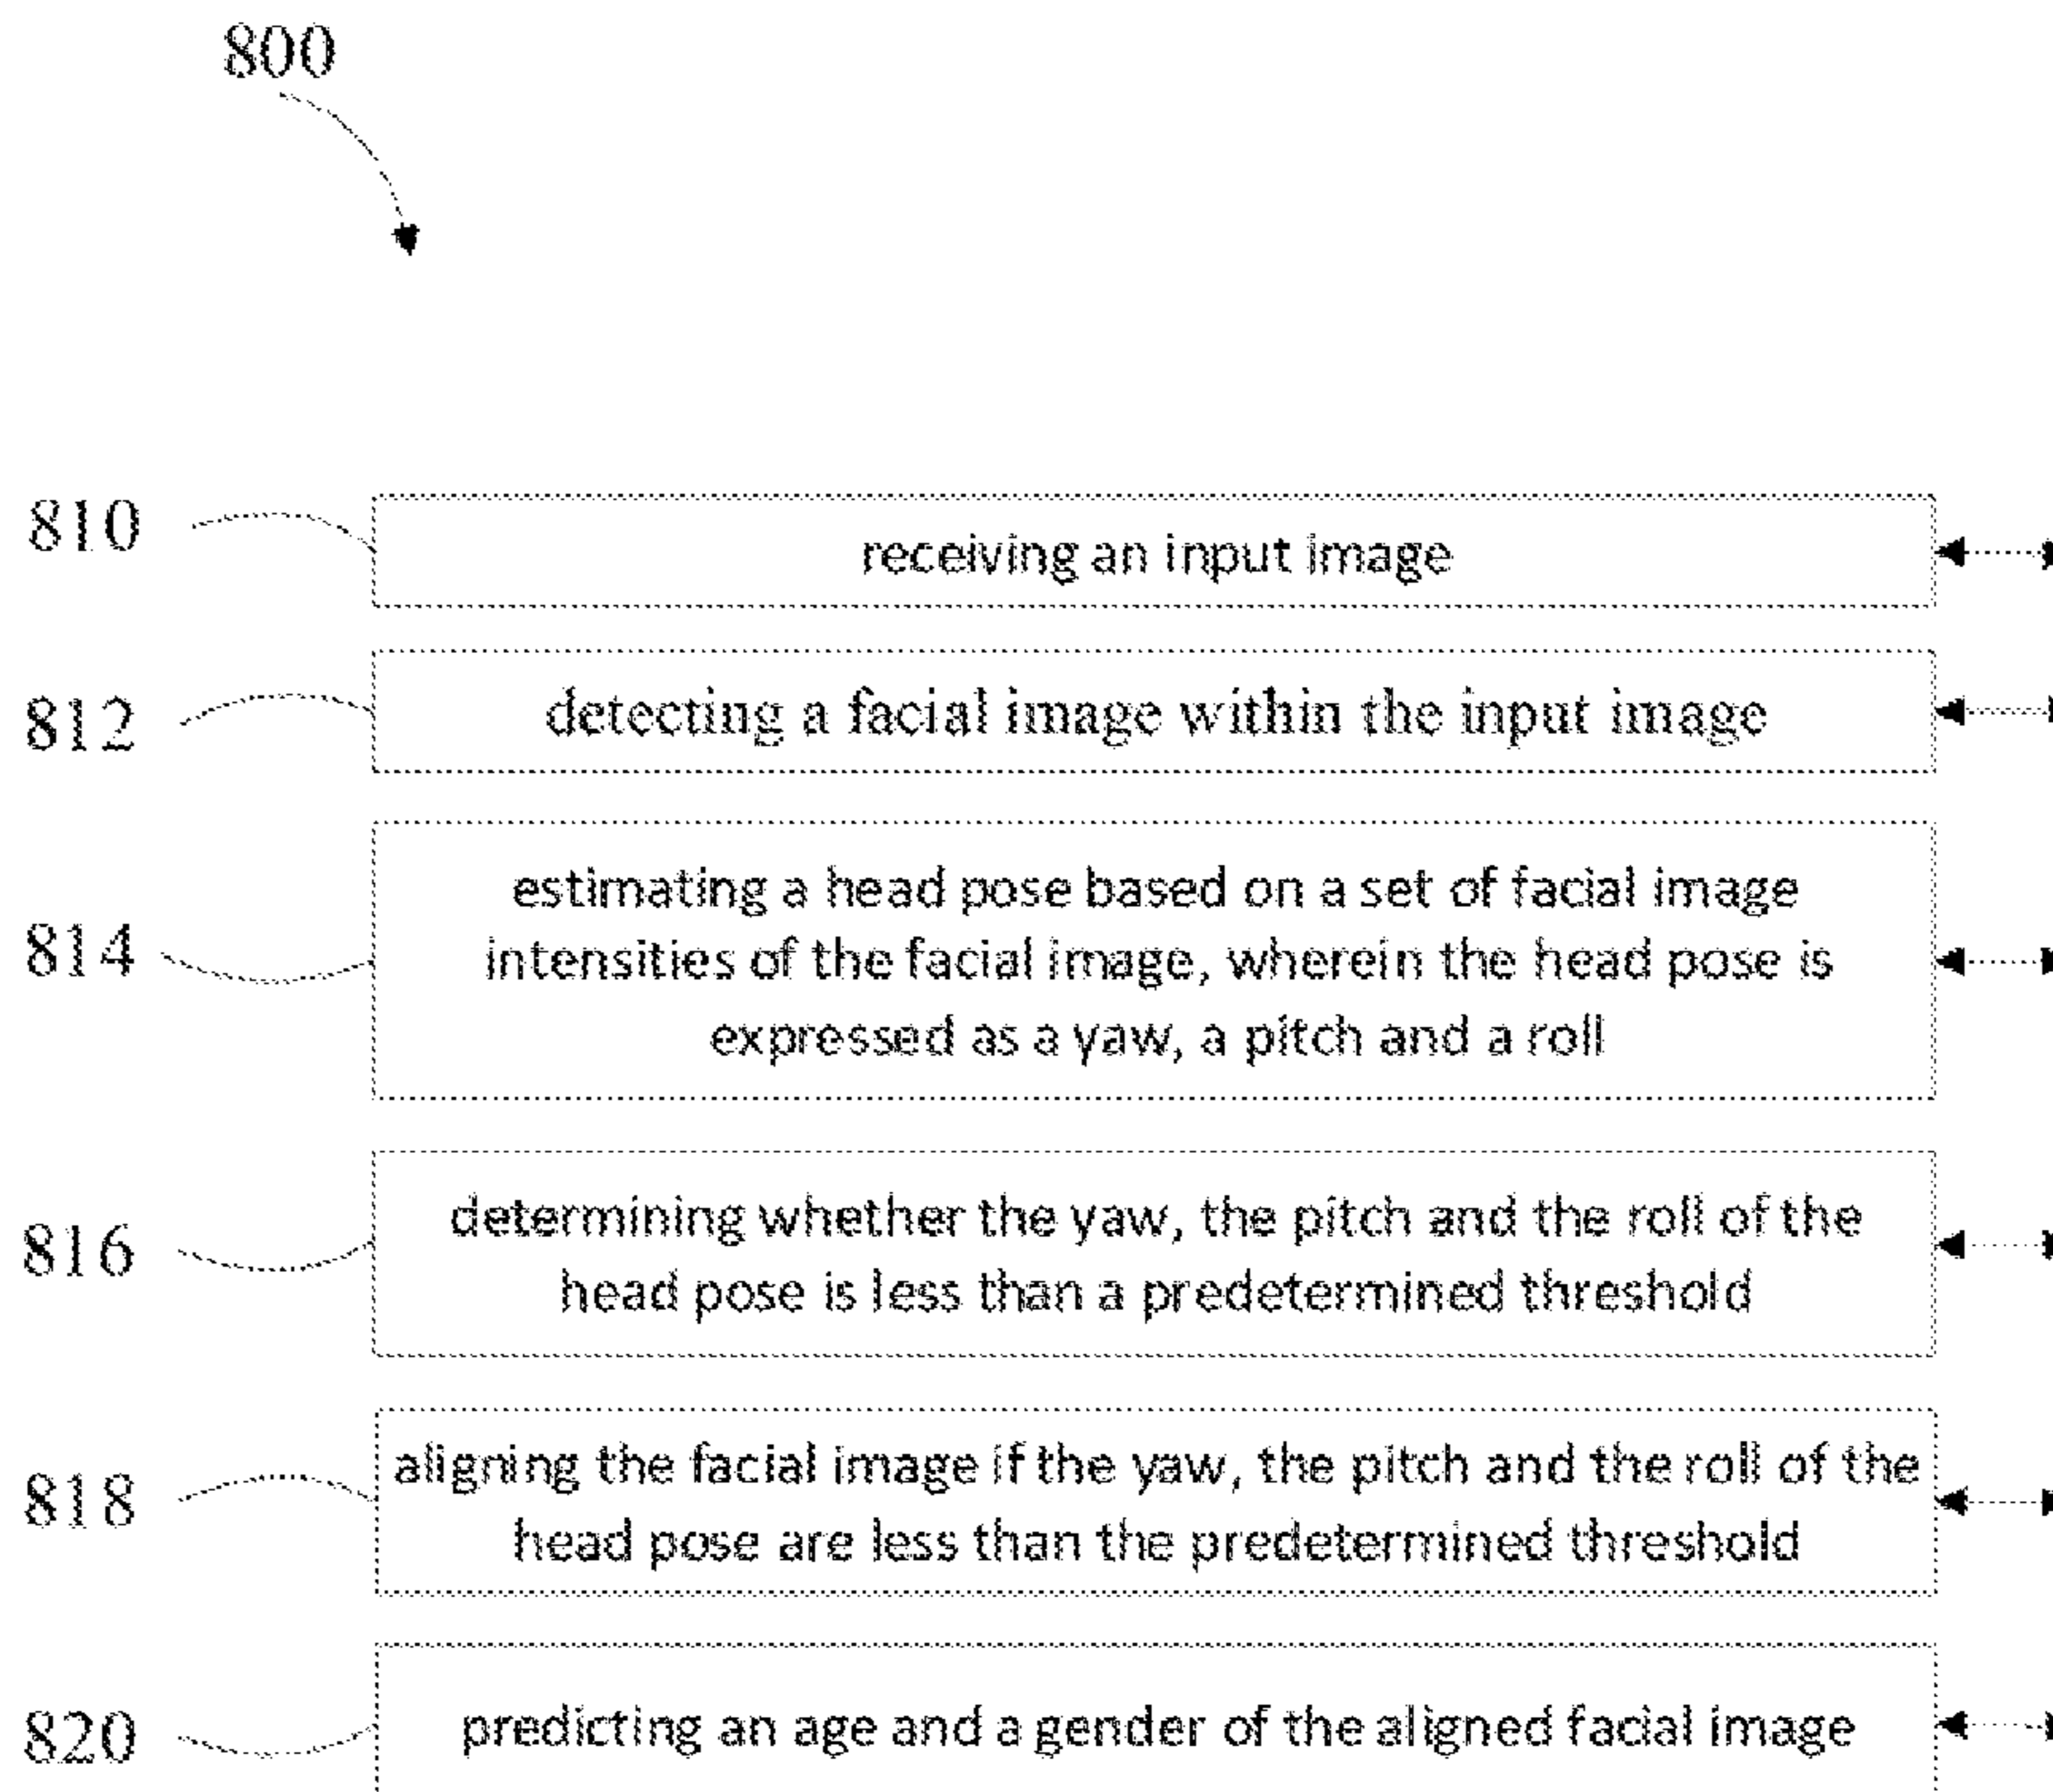 800
810
receiving an input image
812
detecting a facial image within the input image
814
estimating a head pose based on a set of facial image
intensities of the facial image, wherein the head pose is
expressed as a yaw, a pitch and a roll
816
determining whether the yaw, the pitch and the roll of the
head pose is less than a predetermined threshold
818
aligning the facial image if the yaw, the pitch and the roll of the
head pose are less than the predetermined threshold
820
predicting an age and a gender of the aligned facial image